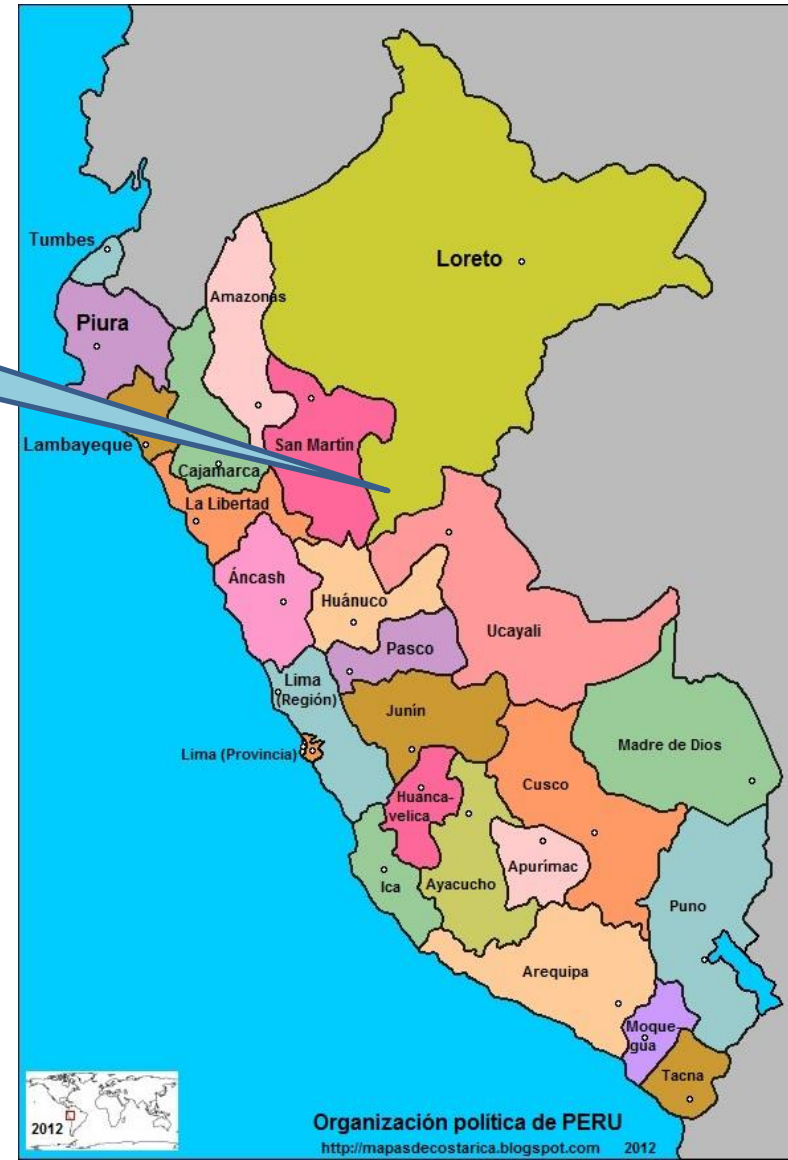 Tumbes
Loreto
Amazonas
Piura
Lambayeque
San Martín
Cajamarca
La Libertad
Áncash
Huánuco
Ucayali
Pasco
Lima
(Región)
Junín
Lima (Provincia)
Madre de Dios
Cusco
Huanca-
velica
Apurímac
Ica
Ayacucho
Puno
Arequipa
Moque-
gua
Tacna
2012
Organización política de PERU
http://mapasdecostarica.blogspot.com 2012